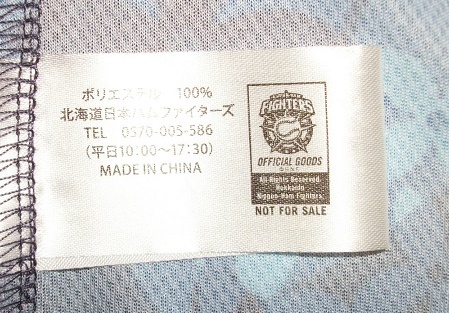 ポリエステル 100%
北海道日本ハムファイターズ
TEL 0570-005-586
(平日10:00～17:30)
MADE IN CHINA
FIGHTERS
OFFICIAL GOODS
All Rights Reserved
Hokkaido
Nippon-Ham Fighters
NOT FOR SALE